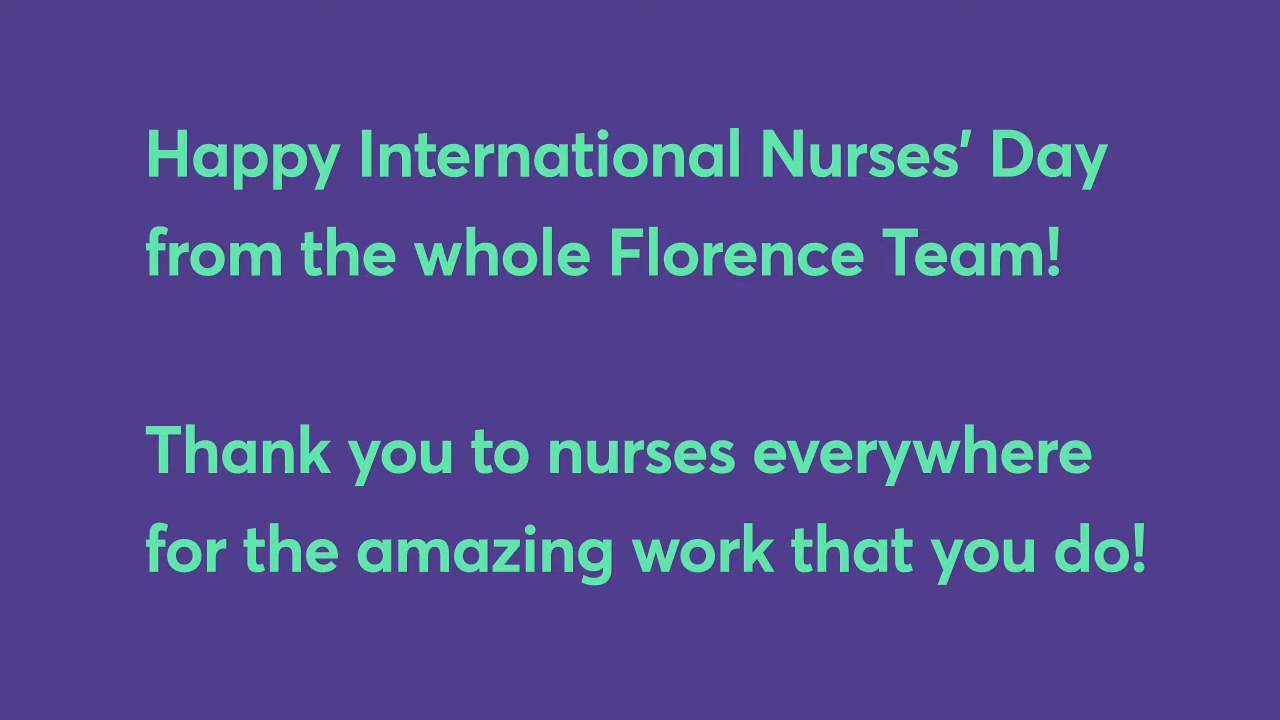 Happy International Nurses’ Day
from the whole Florence Team!
Thank you to nurses everywhere
for the amazing work that you do!